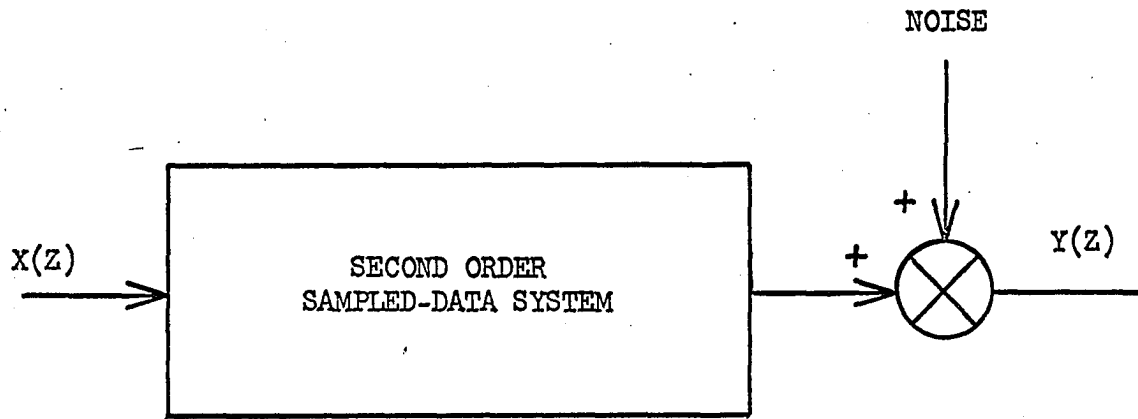 NOISE
+
X(Z)
SECOND ORDER
SAMPLED-DATA SYSTEM
+
Y(Z)